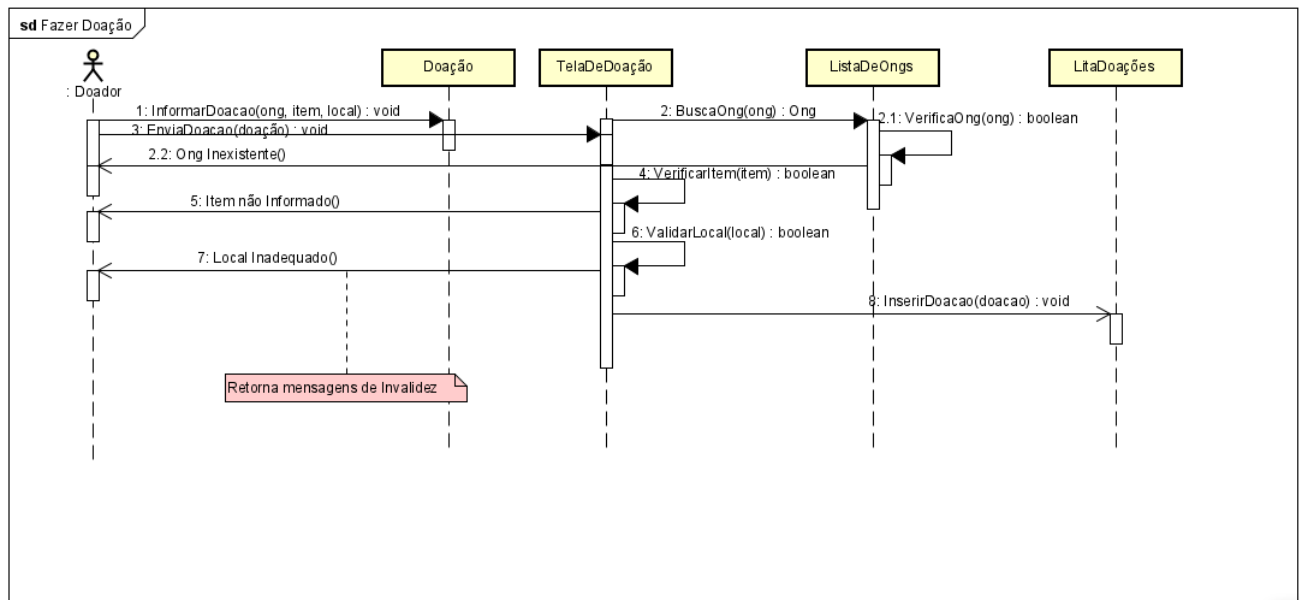 sd Fazer Doação
: Doador
Doação
TelaDeDoação
ListaDeOngs
LitaDoações
1: InformarDoacao(ong, item, local) : void
2: BuscaOng(ong) : Ong
2.1: VerificaOng(ong) : boolean
3: EnviaDoacao(doação) : void
2.2: Ong Inexistente()
4: VerificarItem(item) : boolean
5: Item não Informado()
6: ValidarLocal(local) : boolean
7: Local Inadequado()
8: InserirDoacao(doacao) : void
Retorna mensagens de Invalidez